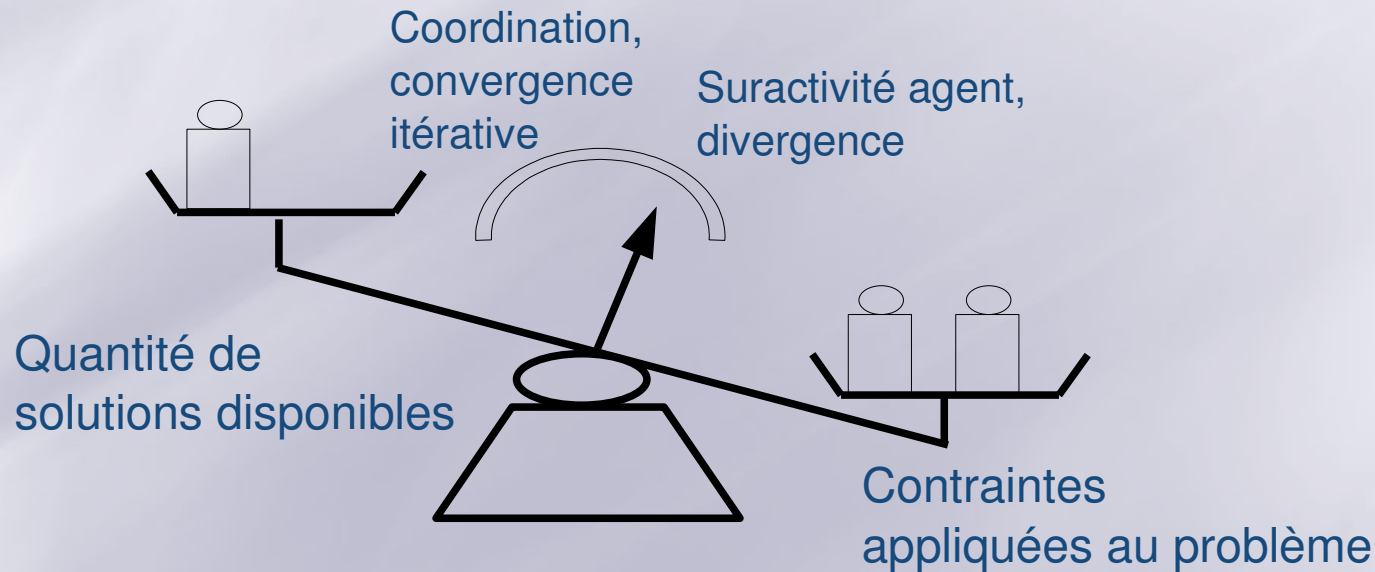 Coordination,
convergence
itérative
Suractivité agent,
divergence
Quantité de
solutions disponibles
Contraintes
appliquées au problème